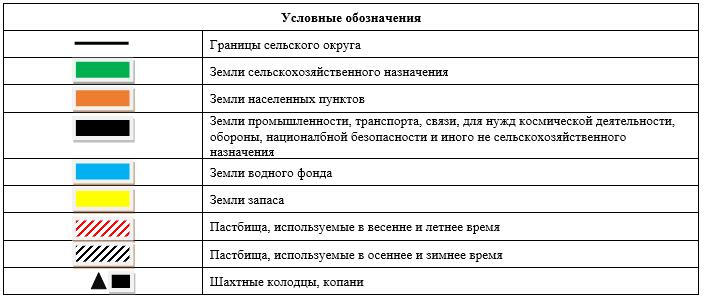 Условные обозначения
Границы сельского округа
Земли сельскохозяйственного назначения
Земли населенных пунктов
Земли промышленности, транспорта, связи, для нужд космической деятельности,
обороны, националбной безопасности и иного не сельскохозяйственного
назначения
Земли водного фонда
Земли запаса
Пастбища, используемые в весенне и летнее время
Пастбища, используемые в осеннее и зимнее время
Шахтные колодцы, копани